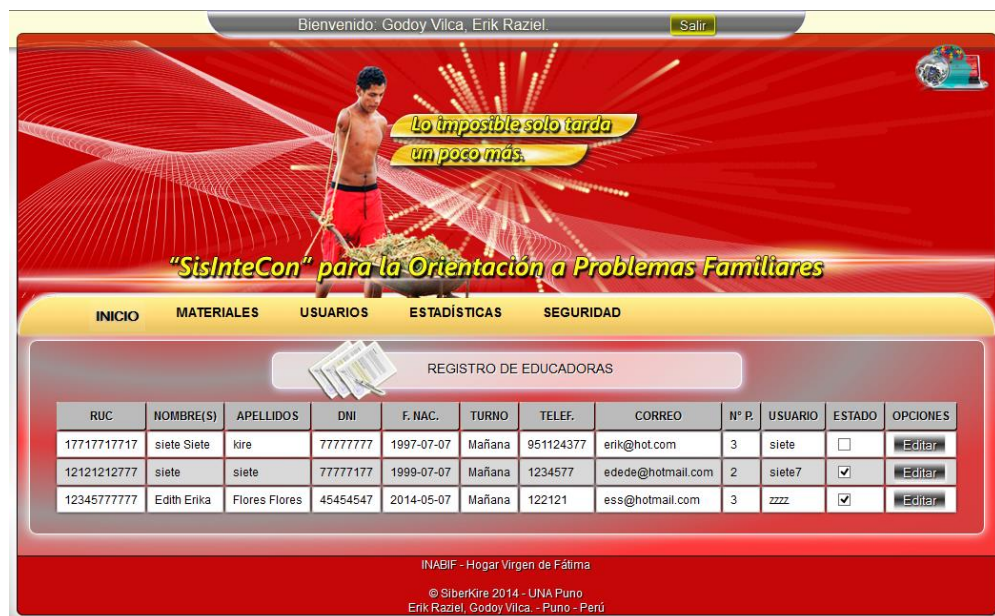 Bienvenido: Godoy Vilca, Erik Raziel. Salir
Lo imposible solo tarda
un poco más.
"SisInteCon" para la Orientación a Problemas Familiares
INICIO MATERIALES USUARIOS ESTADÍSTICAS SEGURIDAD
REGISTRO DE EDUCADORAS
RUC NOMBRE(S) APELLIDOS DNI F. NAC. TURNO TELEF. CORREO N° P. USUARIO ESTADO OPCIONES
17717717717 siete Siete kire 77777777 1997-07-07 Mañana 951124377 erik@hot.com 3 siete Editar
12121212777 siete siete 77777177 1999-07-07 Mañana 1234577 edede@hotmail.com 2 siete7 Editar
12345777777 Edith Erika Flores Flores 45454547 2014-05-07 Mañana 122121 ess@hotmail.com 3 zzzz Editar
INABIF - Hogar Virgen de Fátima
© SiberKire 2014 - UNA Puno
Erik Raziel, Godoy Vilca. - Puno - Perú